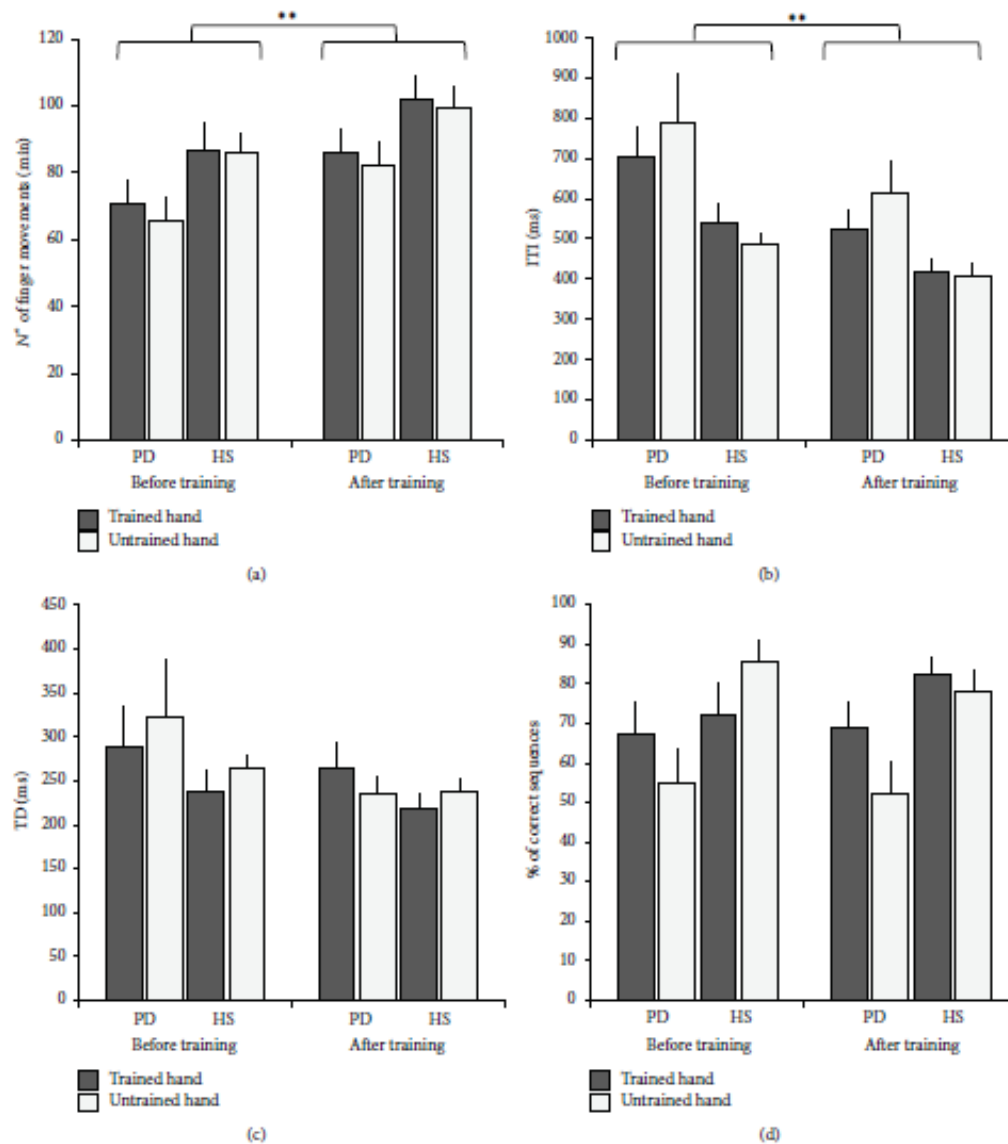 **
120
100
80
60
40
20
0
N° of finger movements (min)
PD HS PD HS
Before training After training
Trained hand
Untrained hand
(a)
**
1000
900
800
700
600
500
400
300
200
100
0
ITI (ms)
PD HS PD HS
Before training After training
Trained hand
Untrained hand
(b)
450
400
350
300
250
200
150
100
50
0
TD (ms)
PD HS PD HS
Before training After training
Trained hand
Untrained hand
(c)
100
90
80
70
60
50
40
30
20
10
0
% of correct sequences
PD HS PD HS
Before training After training
Trained hand
Untrained hand
(d)